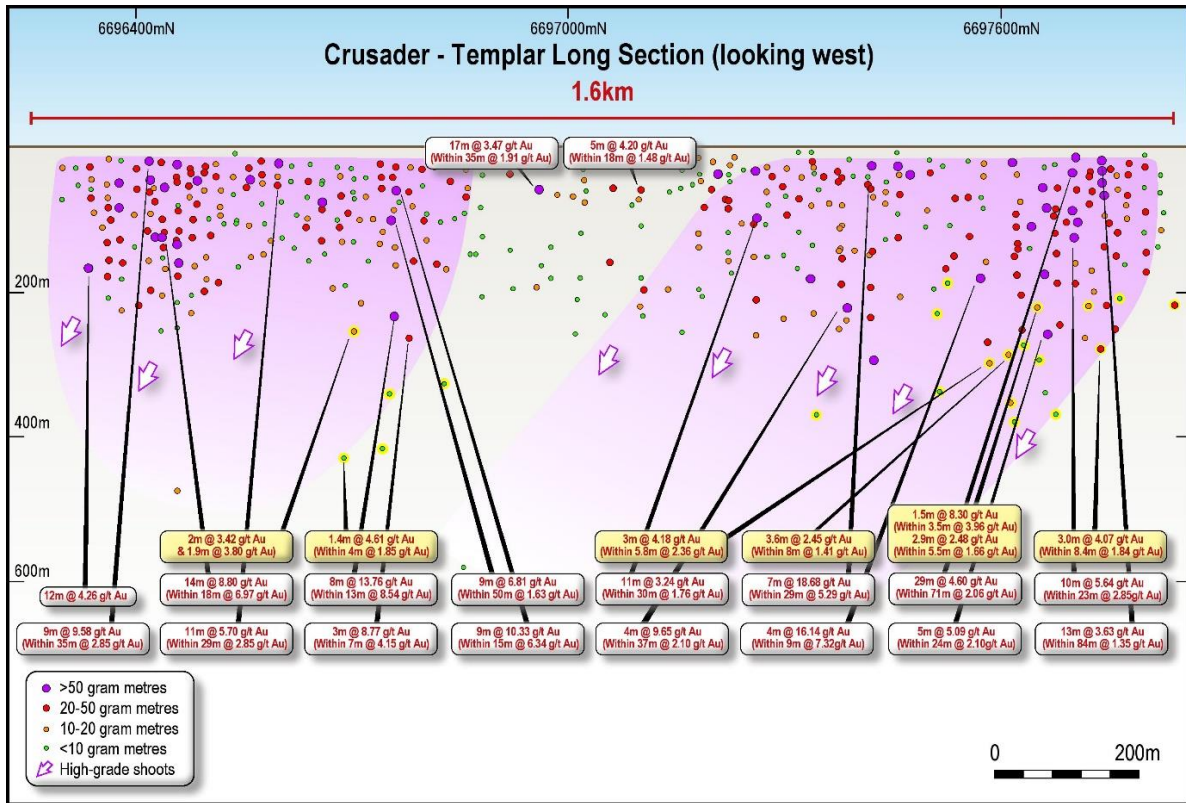 6696400mN
6697000mN
6697600mN
Crusader - Templar Long Section (looking west)
1.6km
17m @ 3.47 g/t Au
(Within 35m @ 1.91 g/t Au)
5m @ 4.20 g/t Au
(Within 18m @ 1.48 g/t Au)
200m
400m
600m
2m @ 3.42 g/t Au
& 1.9m @ 3.80 g/t Au)
1.4m @ 4.61 g/t Au
(Within 4m @ 1.85 g/t Au)
3m @ 4.18 g/t Au
(Within 5.8m @ 2.36 g/t Au)
3.6m @ 2.45 g/t Au
(Within 8m @ 1.41 g/t Au)
1.5m @ 8.30 g/t Au
(Within 3.5m @ 3.96 g/t Au)
2.9m @ 2.48 g/t Au
(Within 5.5m @ 1.66 g/t Au)
3.0m @ 4.07 g/t Au
(Within 8.4m @ 1.84 g/t Au)
12m @ 4.26 g/t Au
14m @ 8.80 g/t Au
(Within 18m @ 6.97 g/t Au)
8m @ 13.76 g/t Au
(Within 13m @ 8.54 g/t Au)
9m @ 6.81 g/t Au
(Within 50m @ 1.63 g/t Au)
11m @ 3.24 g/t Au
(Within 30m @ 1.76 g/t Au)
7m @ 18.68 g/t Au
(Within 29m @ 5.29 g/t Au)
29m @ 4.60 g/t Au
(Within 71m @ 2.06 g/t Au)
10m @ 5.64 g/t Au
(Within 23m @ 2.85g/t Au)
9m @ 9.58 g/t Au
(Within 35m @ 2.85 g/t Au)
11m @ 5.70 g/t Au
(Within 29m @ 2.85 g/t Au)
3m @ 8.77 g/t Au
(Within 7m @ 4.15 g/t Au)
9m @ 10.33 g/t Au
(Within 15m @ 6.34 g/t Au)
4m @ 9.65 g/t Au
(Within 37m @ 2.10 g/t Au)
4m @ 16.14 g/t Au
(Within 9m @ 7.32g/t Au)
5m @ 5.09 g/t Au
(Within 24m @ 2.10g/t Au)
13m @ 3.63 g/t Au
(Within 84m @ 1.35 g/t Au)
>50 gram metres
20-50 gram metres
10-20 gram metres
<10 gram metres
High-grade shoots
0
200m